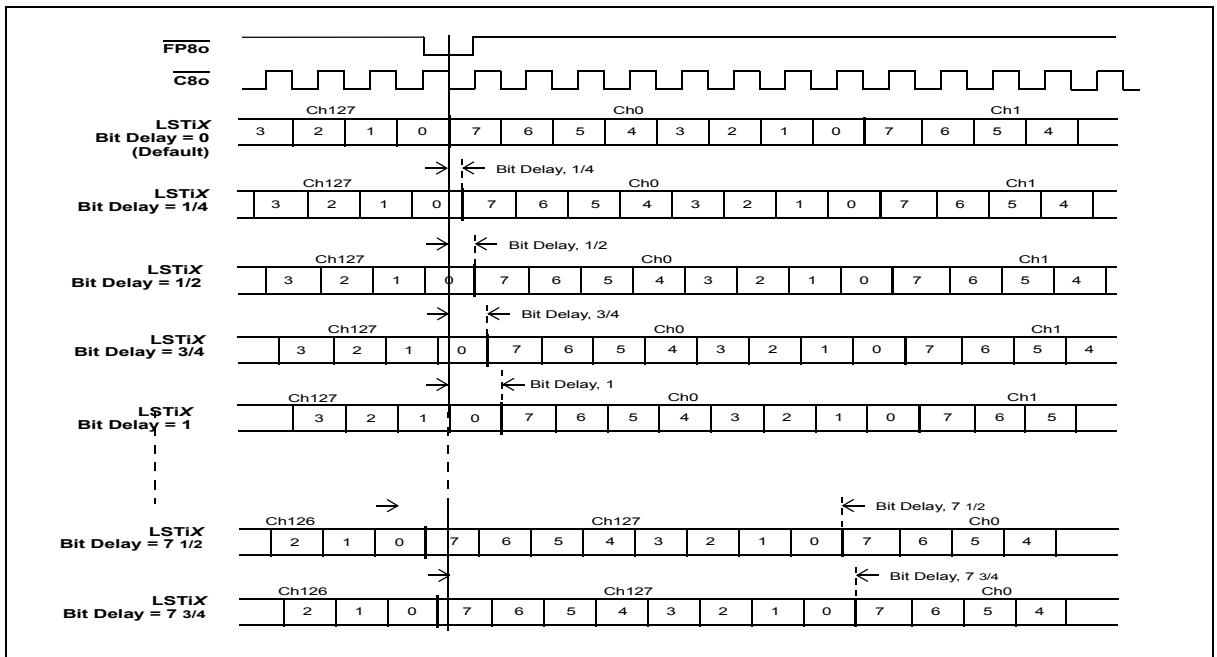 FP8o
C8o
Ch127 Ch0 Ch1
LSTiX
Bit Delay = 0
(Default)
3 2 1 0 7 6 5 4 3 2 1 0 7 6 5 4
Bit Delay, 1/4
Ch127 Ch0 Ch1
LSTiX
Bit Delay = 1/4
3 2 1 0 7 6 5 4 3 2 1 0 7 6 5 4
Bit Delay, 1/2
Ch127 Ch0 Ch1
LSTiX
Bit Delay = 1/2
3 2 1 0 7 6 5 4 3 2 1 0 7 6 5 4
Bit Delay, 3/4
Ch127 Ch0 Ch1
LSTiX
Bit Delay = 3/4
3 2 1 0 7 6 5 4 3 2 1 0 7 6 5 4
Bit Delay, 1
Ch127 Ch0 Ch1
LSTiX
Bit Delay = 1
3 2 1 0 7 6 5 4 3 2 1 0 7 6 5
Bit Delay, 7 1/2
Ch126 Ch127 Ch0
LSTiX
Bit Delay = 7 1/2
2 1 0 7 6 5 4 3 2 1 0 7 6 5 4
Bit Delay, 7 3/4
Ch126 Ch127 Ch0
LSTiX
Bit Delay = 7 3/4
2 1 0 7 6 5 4 3 2 1 0 7 6 5 4